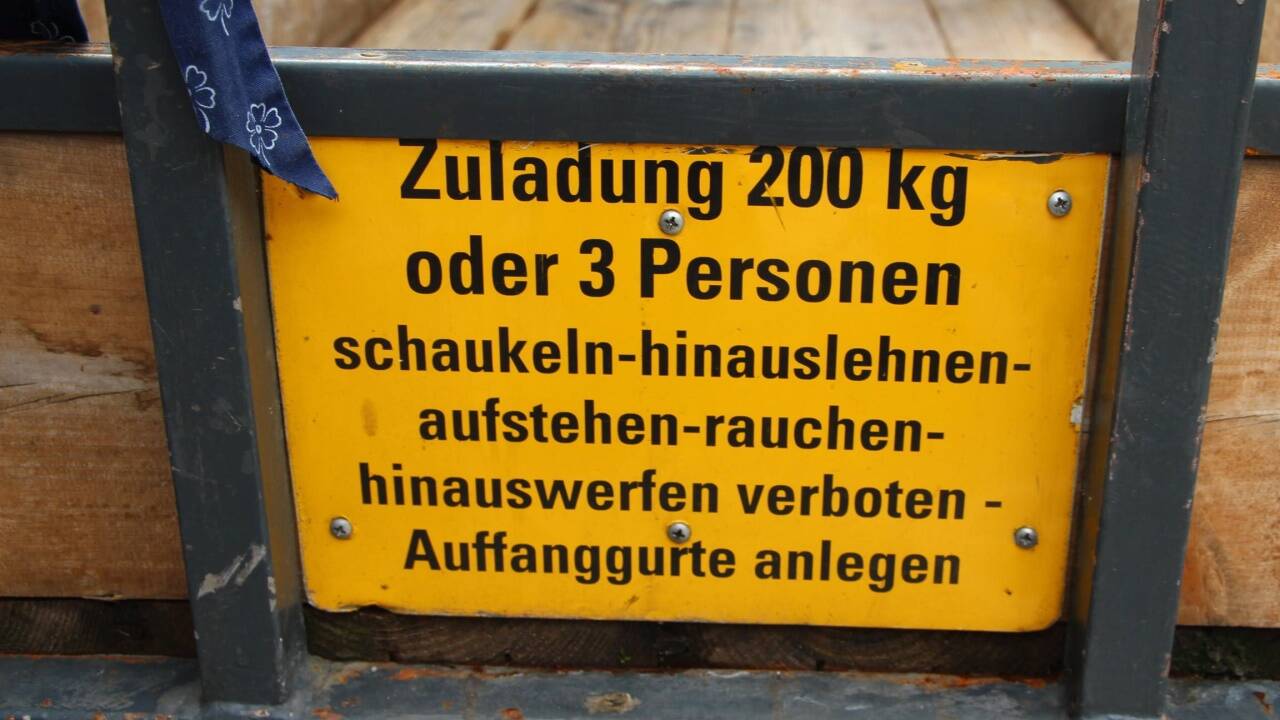 Zuladung 200 kg
oder 3 Personen
schaukeln-hinauslehnen-
aufstehen-rauchen-
hinauswerfen verboten -
Auffanggurte anlegen